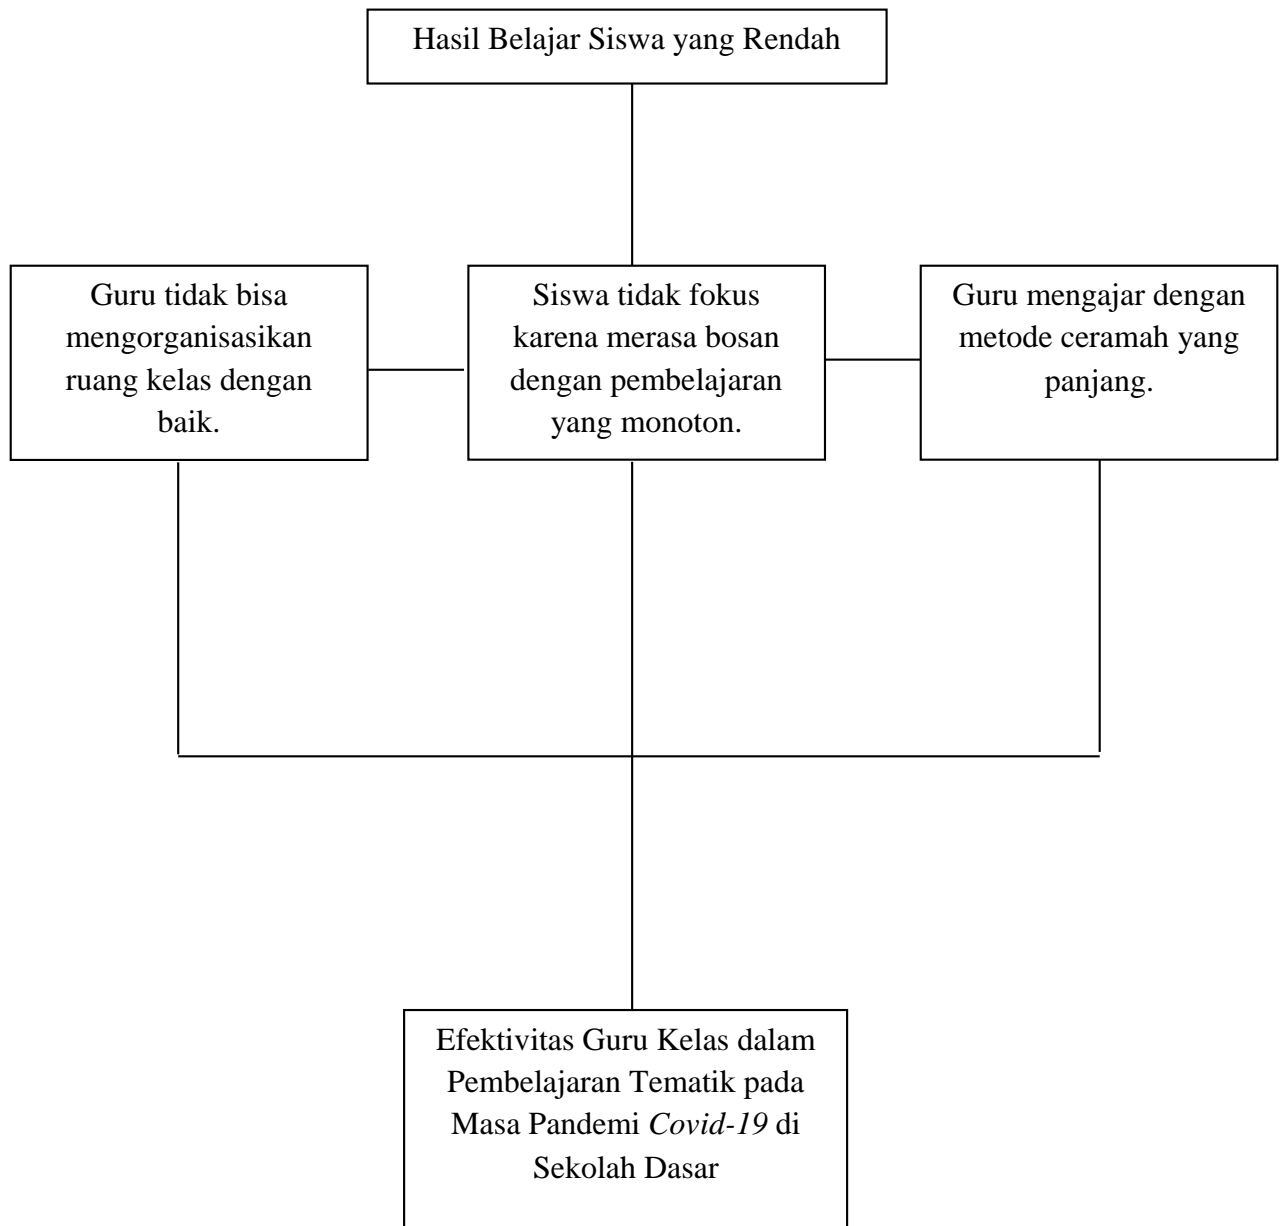 Hasil Belajar Siswa yang Rendah
Guru tidak bisa
mengorganisasikan
ruang kelas dengan
baik.
Siswa tidak fokus
karena merasa bosan
dengan pembelajaran
yang monoton.
Guru mengajar dengan
metode ceramah yang
panjang.
Efektivitas Guru Kelas dalam
Pembelajaran Tematik pada
Masa Pandemi Covid-19 di
Sekolah Dasar